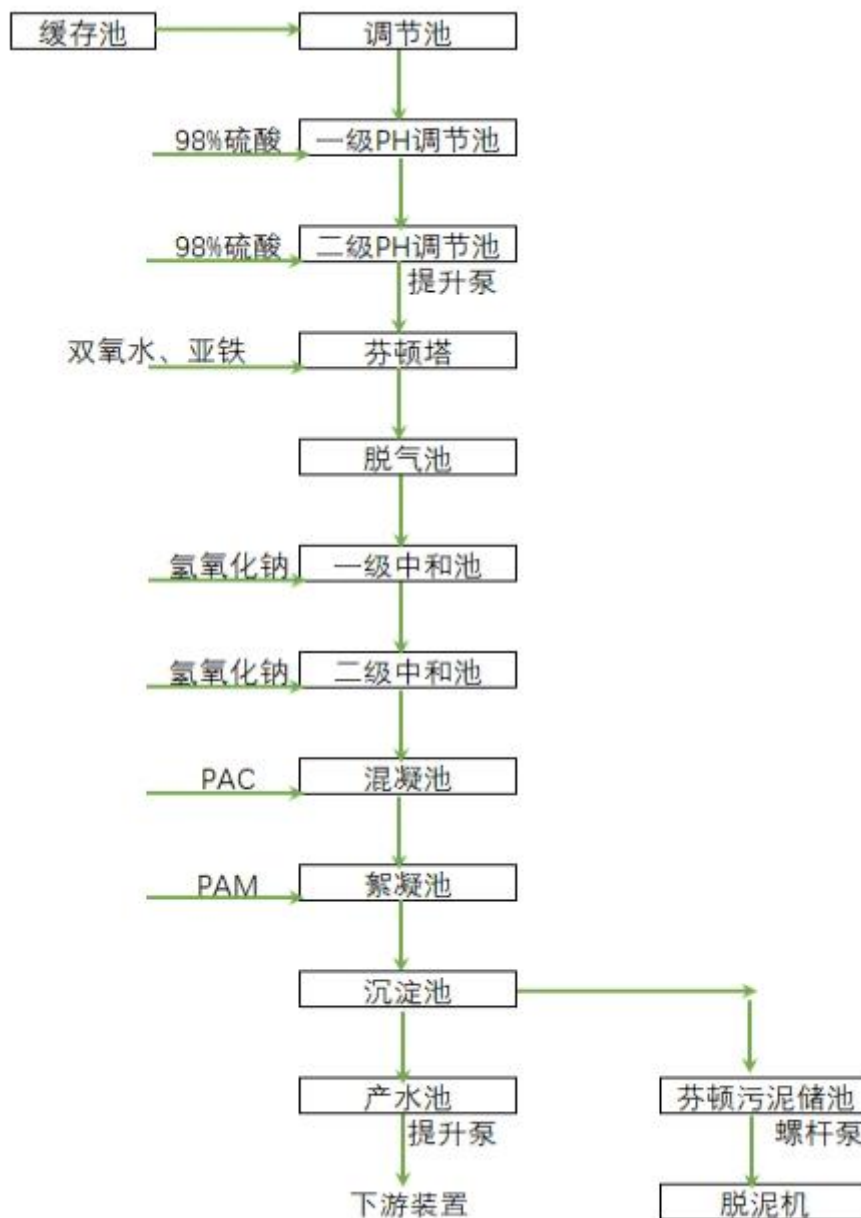 缓存池
调节池
98%硫酸
一级PH调节池
98%硫酸
二级PH调节池
提升泵
双氧水、亚铁
芬顿塔
脱气池
氢氧化钠
一级中和池
氢氧化钠
二级中和池
PAC
混凝池
PAM
絮凝池
沉淀池
产水池
芬顿污泥储池
提升泵
螺杆泵
下游装置
脱泥机